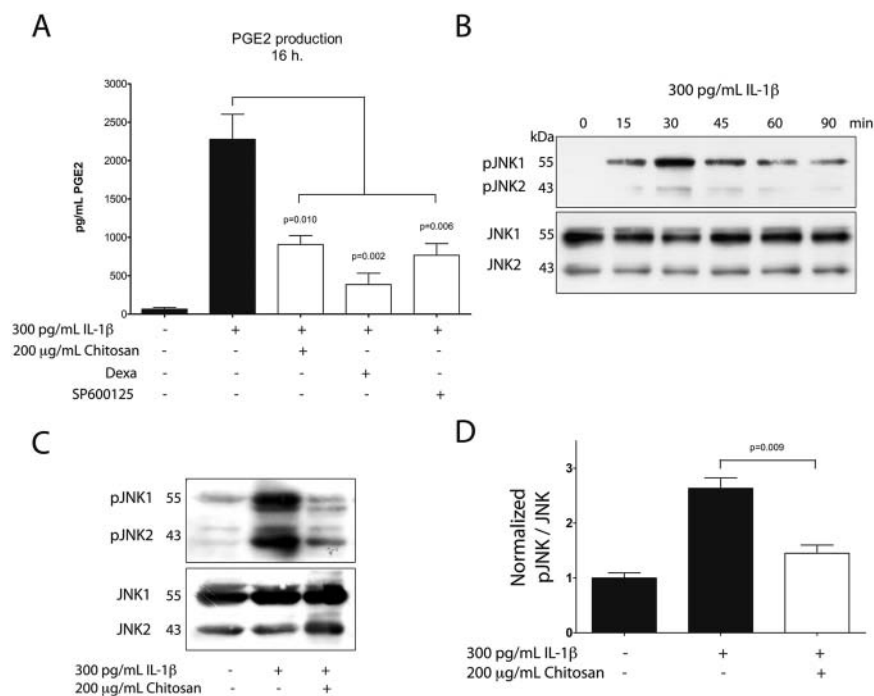 A
PGE2 production
16 h.
pg/mL PGE2
3000
2500
2000
1500
1000
500
0
p=0.010
p=0.002
p=0.006
300 pg/mL IL-1β - + + + +
200 μg/mL Chitosan - - + - -
Dexa - - - + -
SP600125 - - - - +
B
300 pg/mL IL-1β
0 15 30 45 60 90 min
kDa
pJNK1 55
pJNK2 43
JNK1 55
JNK2 43
C
pJNK1 55
pJNK2 43
JNK1 55
JNK2 43
300 pg/mL IL-1β - + +
200 μg/mL Chitosan - - +
D
Normalized
pJNK / JNK
3
2
1
0
p=0.009
300 pg/mL IL-1β - + +
200 μg/mL Chitosan - - +